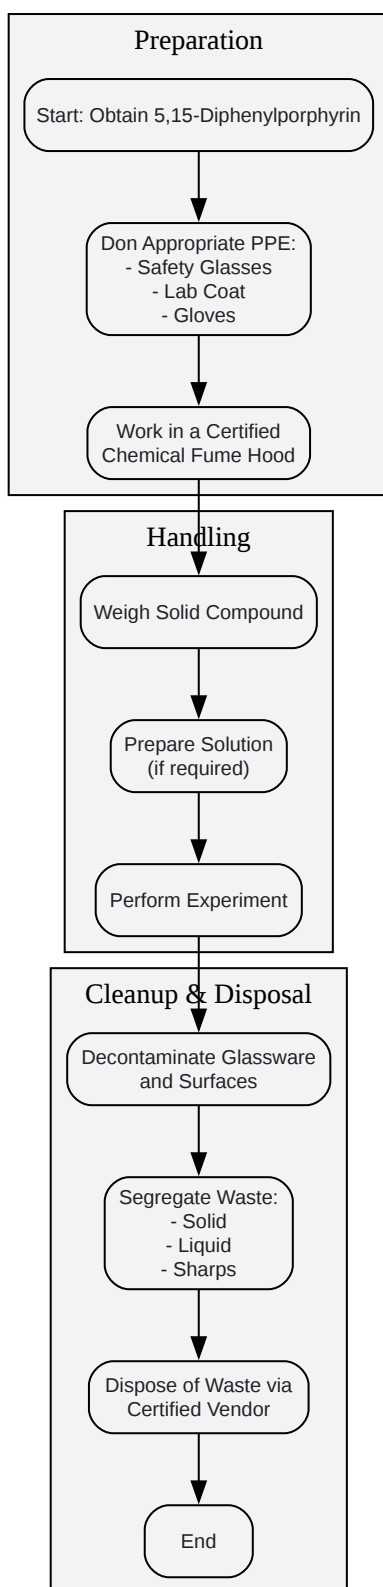 Preparation
Start: Obtain 5,15-Diphenylporphyrin
Don Appropriate PPE:
- Safety Glasses
- Lab Coat
- Gloves
Work in a Certified
Chemical Fume Hood
Handling
Weigh Solid Compound
Prepare Solution
(if required)
Perform Experiment
Cleanup & Disposal
Decontaminate Glassware
and Surfaces
Segregate Waste:
- Solid
- Liquid
- Sharps
Dispose of Waste via
Certified Vendor
End